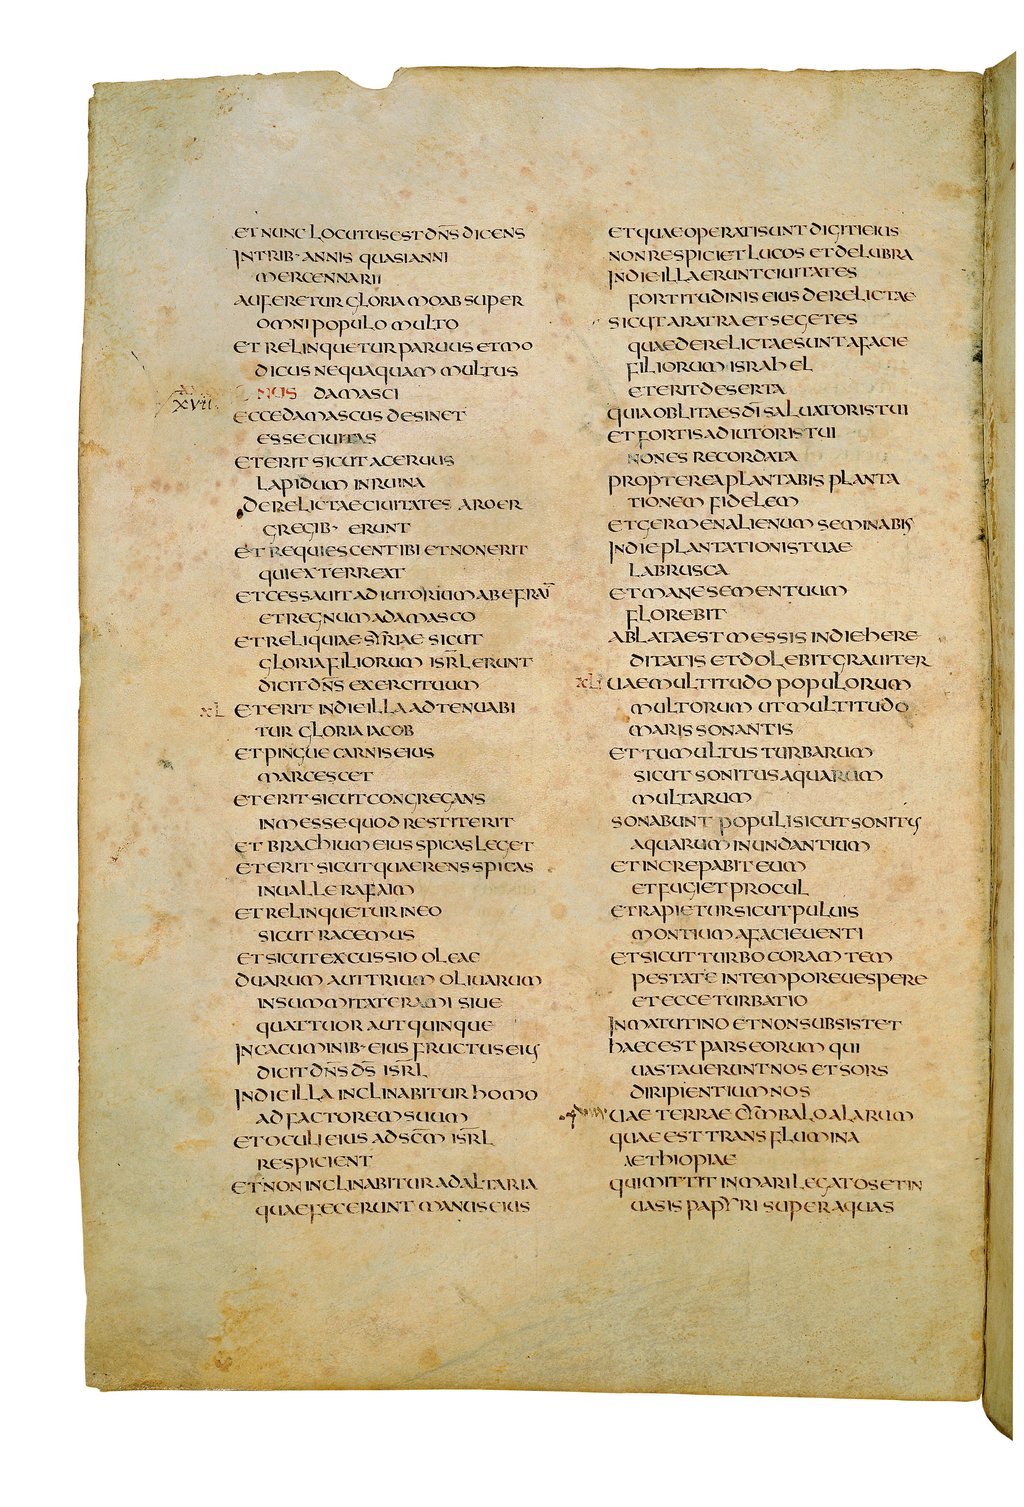 ET NUNC LOCUTUS EST DN̄S DICENS
IN TRIB· ANNIS QUASI ANNI
MERCENNARII
AUFERETUR GLORIA MOAB SUPER
OMNI POPULO MULTO
ET RELINQUETUR PARUUS ET MO
DICUS NEQUAQUAM MULTUS
XVII. NUS DAMASCI
ECCE DAMASCUS DESINET
ESSE CIUITAS
ET ERIT SICUT ACERUUS
LAPIDUM IN RUINA
DERELICTAE CIUITATES AROER
GREGIB· ERUNT
ET REQUIESCENT IBI ET NON ERIT
QUI EXTERREAT
ET CESSAUIT ADIUTORIUM AB EFRAI̅
ET REGNUM A DAMASCO
ET RELIQUIAE SYRIAE SICUT
GLORIA FILIORUM ISRL̄ ERUNT
DICIT DN̄S EXERCITUUM
XL ET ERIT IN DIE ILLA ADTENUABI
TUR GLORIA IACOB
ET PINGUE CARNIS EIUS
MARCESCET
ET ERIT SICUT CONGREGANS
IN MESSE QUOD RESTITERIT
ET BRACHIUM EIUS SPICAS LEGET
ET ERIT SICUT QUAERENS SPICAS
IN UALLE RAFAIM
ET RELINQUETUR IN EO
SICUT RACEMUS
ET SICUT EXCUSSIO OLEAE
DUARUM AUT TRIUM OLIUARUM
IN SUMMITATE RAMI SIUE
QUATTUOR AUT QUINQUE
IN CACUMINIB· EIUS FRUCTUS EIUS
DICIT DN̄S DS̄ ISRL̄
IN DIE ILLA INCLINABITUR HOMO
AD FACTOREM SUUM
ET OCULI EIUS AD SC̄M ISRL̄
RESPICIENT
ET NON INCLINABITUR AD ALTARIA
QUAE FECERUNT MANUS EIUS
ET QUAE OPERATI SUNT DIGITI EIUS
NON RESPICIET LUCOS ET DELUBRA
IN DIE ILLA ERUNT CIUITATES
FORTITUDINIS EIUS DERELICTAE
SICUT ARATRA ET SEGETES
QUAE DERELICTAE SUNT A FACIE
FILIORUM ISRAHEL
ET ERIT DESERTA
QUIA OBLITA ES DĪ SALUATORIS TUI
ET FORTIS ADIUTORIS TUI
NON ES RECORDATA
PROPTEREA PLANTABIS PLANTA
TIONEM FIDELEM
ET GERMEN ALIENUM SEMINABIS
IN DIE PLANTATIONIS TUAE
LABRUSCA
ET MANE SEMEN TUUM
FLOREBIT
ABLATA EST MESSIS IN DIE HERE
DITATIS ET DOLEBIT GRAUITER
XLI UAE MULTITUDO POPULORUM
MULTORUM UT MULTITUDO
MARIS SONANTIS
ET TUMULTUS TURBARUM
SICUT SONITUS AQUARUM
MULTARUM
SONABUNT POPULI SICUT SONITUS
AQUARUM INUNDANTIUM
ET INCREPABIT EUM
ET FUGIET PROCUL
ET RAPIETUR SICUT PULUIS
MONTIUM A FACIE UENTI
ET SICUT TURBO CORAM TEM
PESTATE IN TEMPORE UESPERE
ET ECCE TURBATIO
IN MATUTINO ET NON SUBSISTET
HAEC EST PARS EORUM QUI
UASTAUERUNT NOS ET SORS
DIRIPIENTIUM NOS
UAE TERRAE CYMBALO ALARUM
QUAE EST TRANS FLUMINA
AETHIOPIAE
QUI MITTIT IN MARI LEGATOS ET IN
UASIS PAPYRI SUPER AQUAS